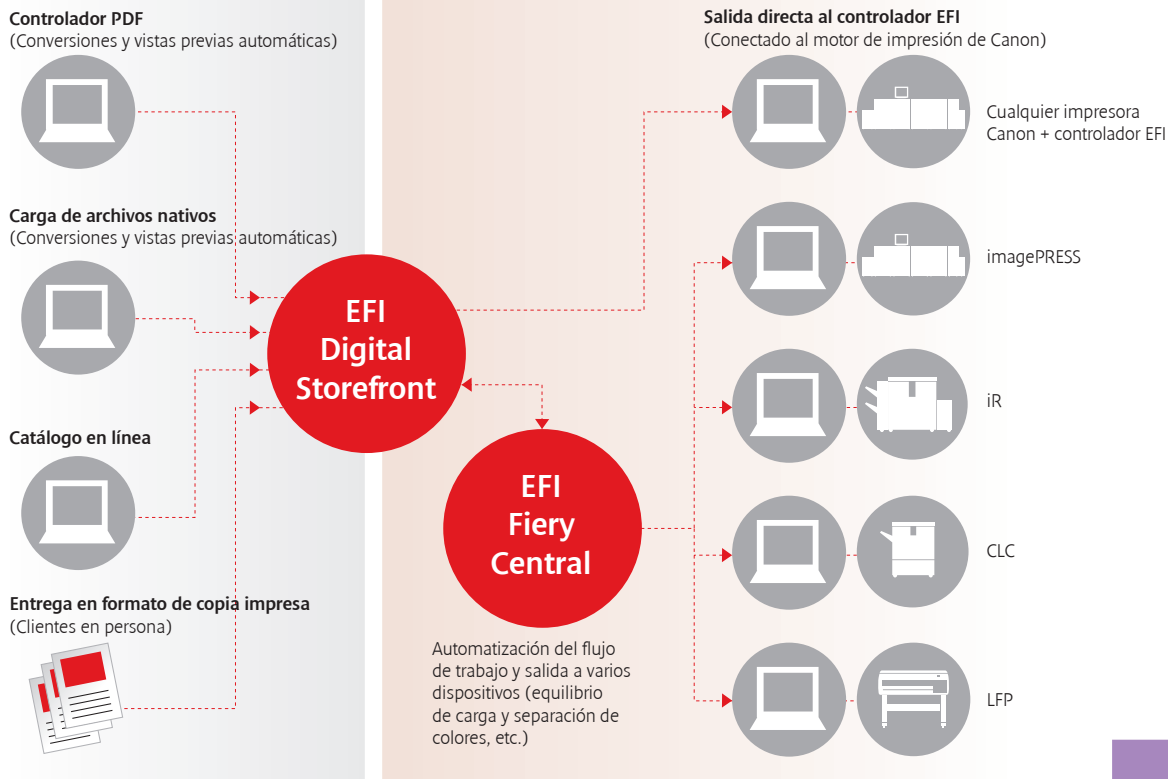 Controlador PDF
(Conversiones y vistas previas automáticas)
Carga de archivos nativos
(Conversiones y vistas previas automáticas)
Catálogo en línea
Entrega en formato de copia impresa
(Clientes en persona)
EFI
Digital
Storefront
EFI
Fiery
Central
Automatización del flujo
de trabajo y salida a varios
dispositivos (equilibrio
de carga y separación de
colores, etc.)
Salida directa al controlador EFI
(Conectado al motor de impresión de Canon)
Cualquier impresora
Canon + controlador EFI
imagePRESS
iR
CLC
LFP